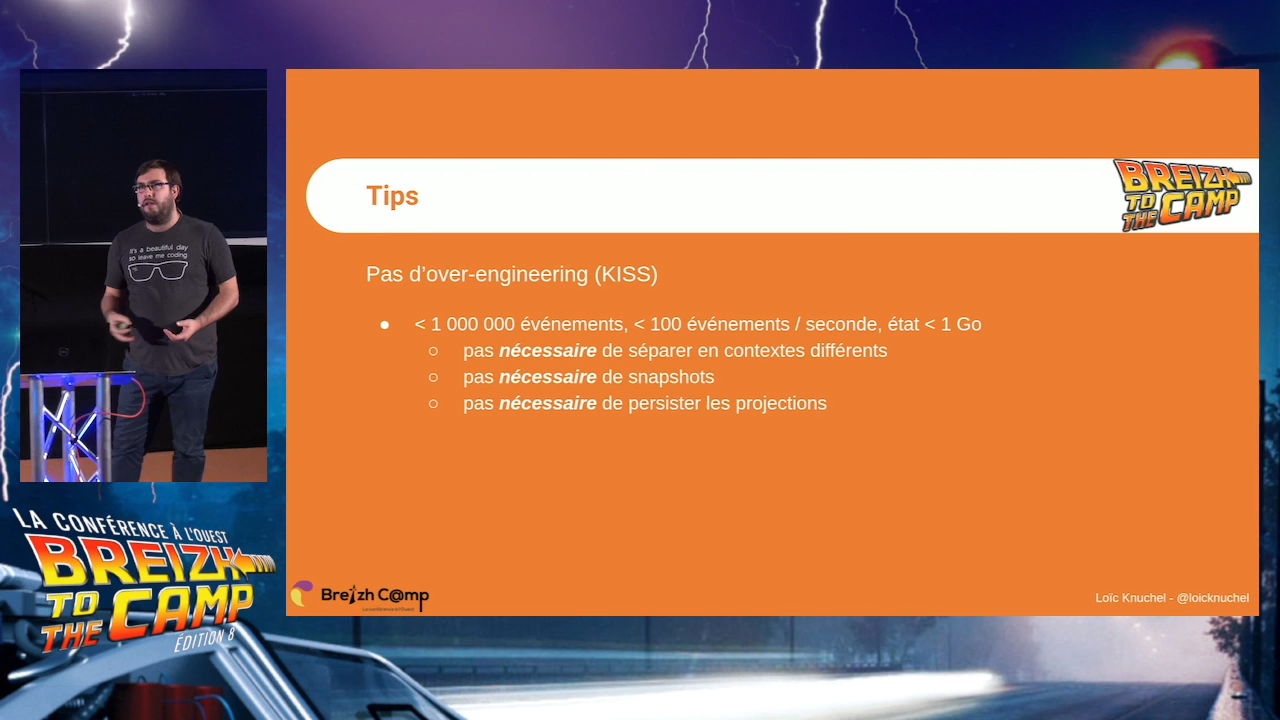 Tips
BREIZH
TO
THE CAMP
Pas d’over-engineering (KISS)
● < 1 000 000 événements, < 100 événements / seconde, état < 1 Go
○ pas nécessaire de séparer en contextes différents
○ pas nécessaire de snapshots
○ pas nécessaire de persister les projections
Breizh C@mp
Loïc Knuchel - @loicknuchel
it's a beautiful day
so leave me coding
LA CONFÉRENCE À L'OUEST
BREIZH
TO
THE CAMP
ÉDITION 8